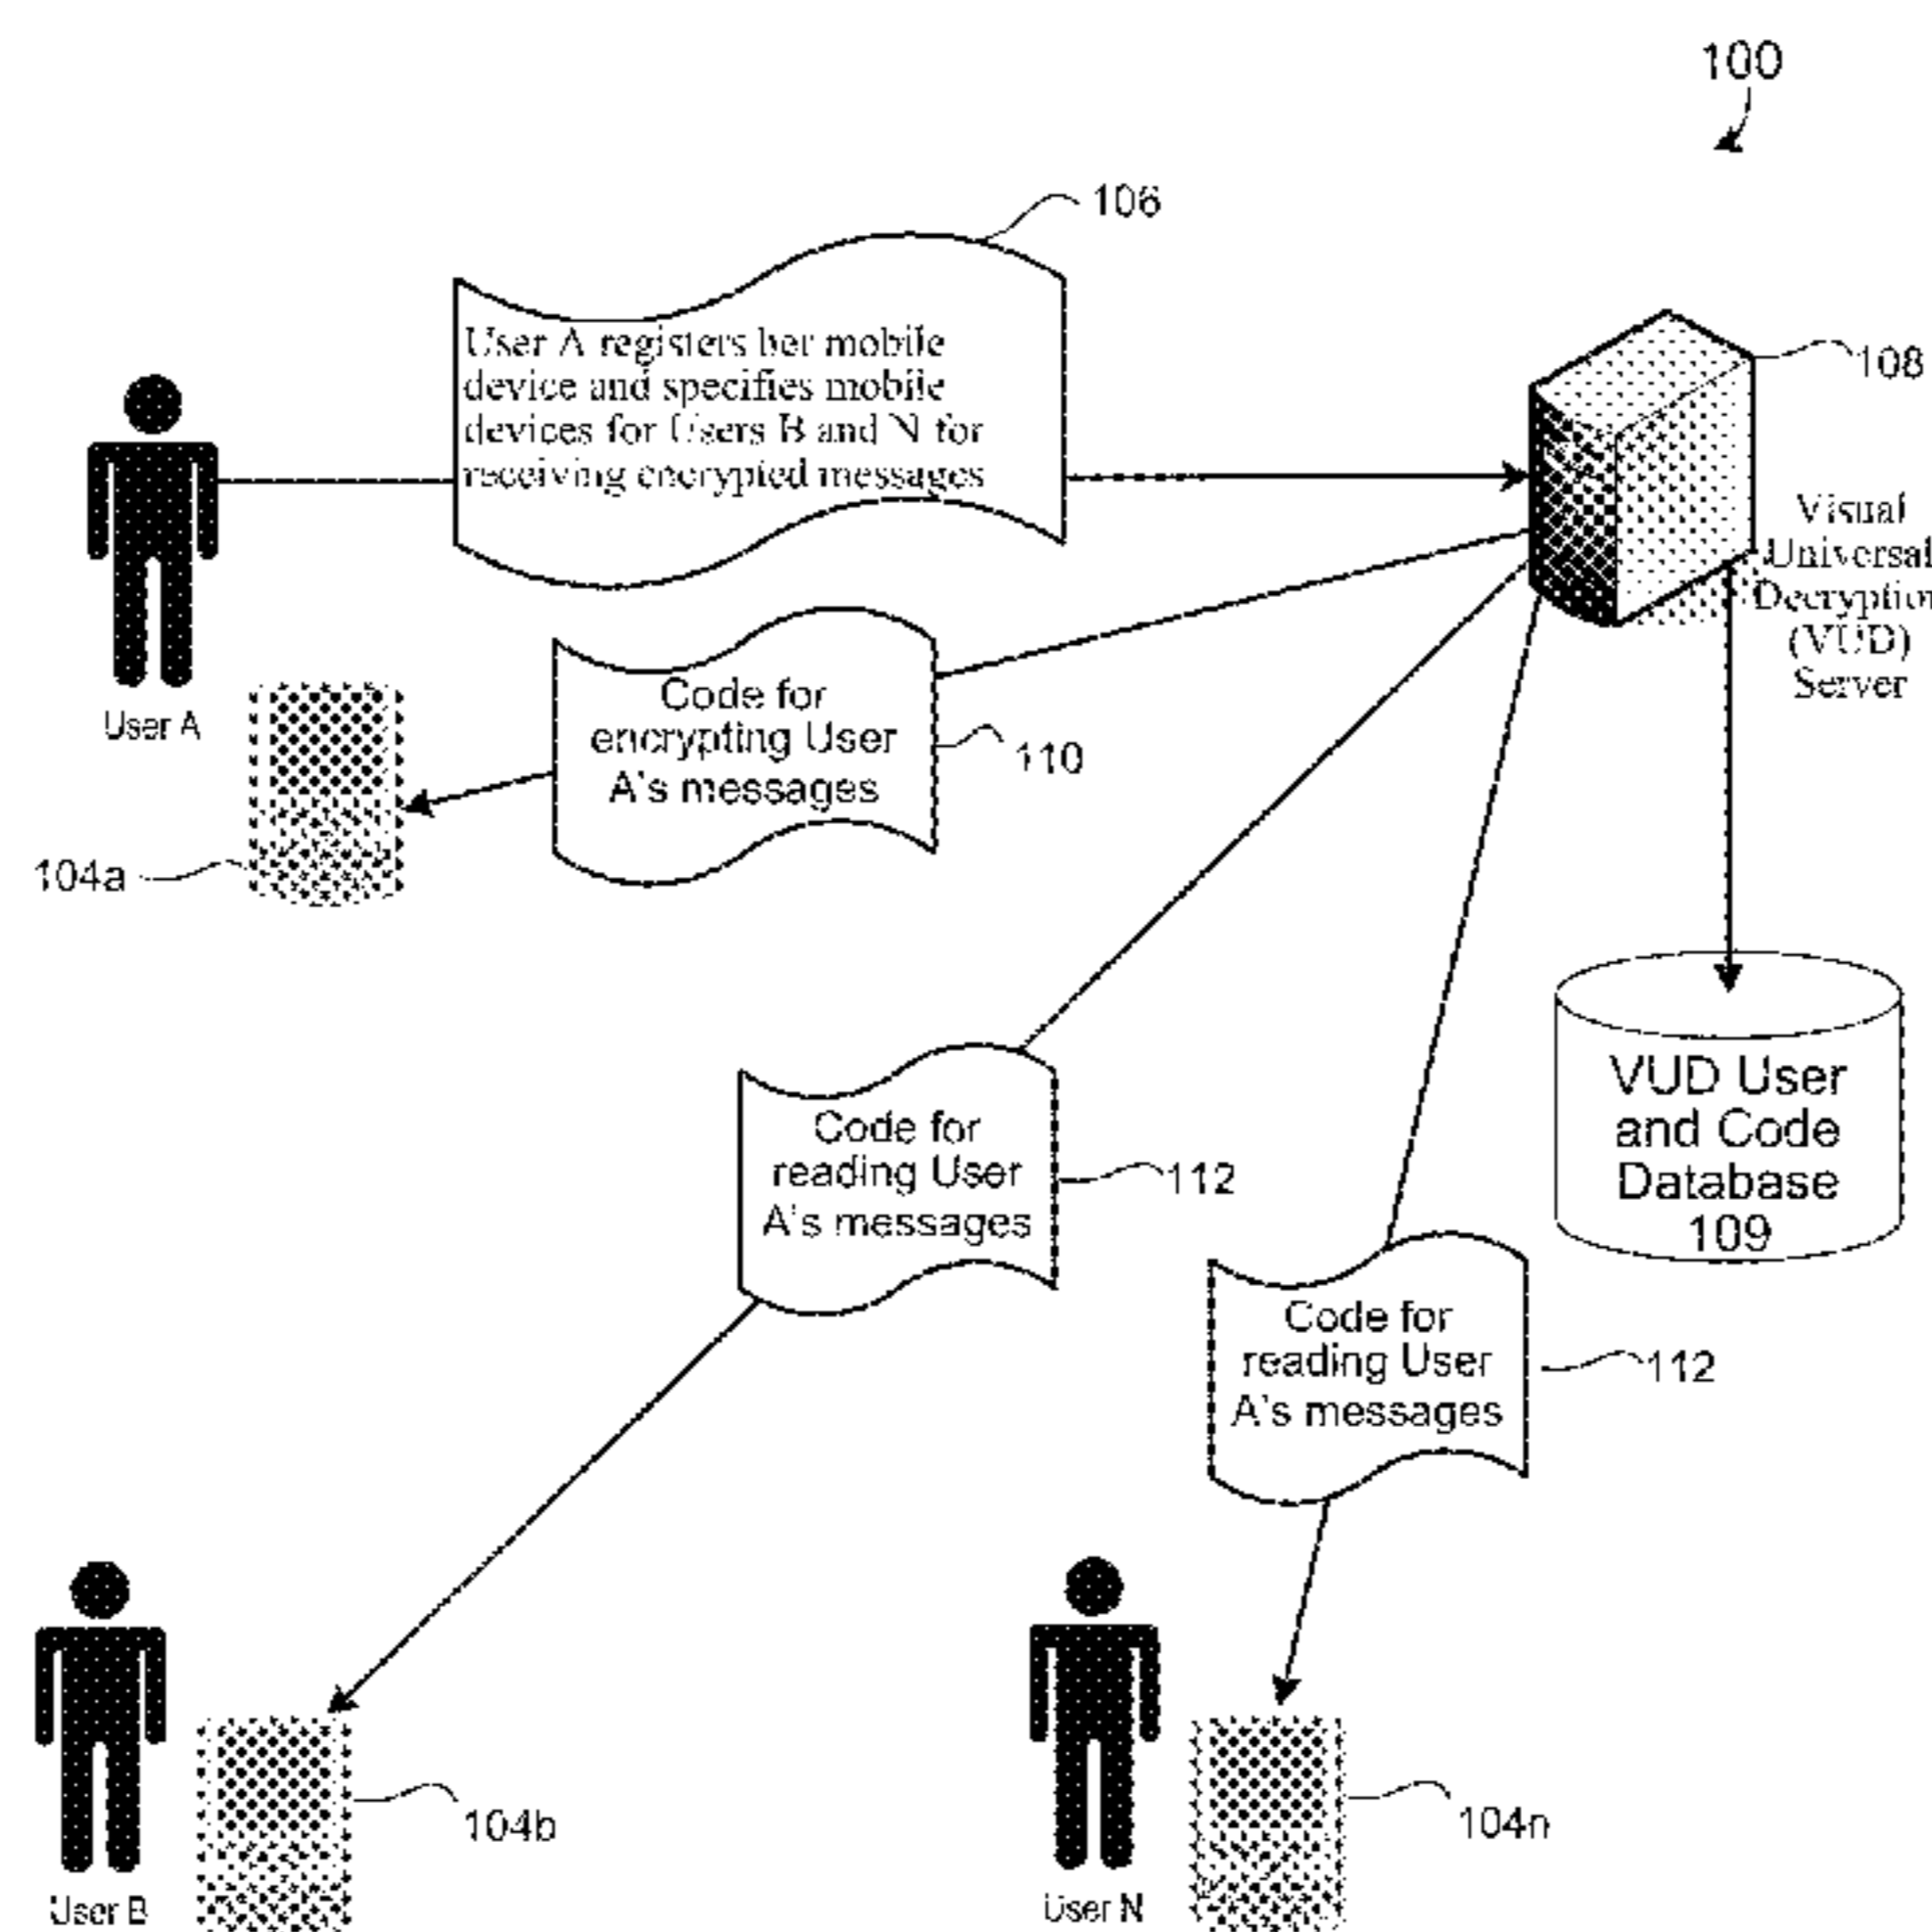 100
106
User A registers her mobile
device and specifies mobile
devices for Users B and N for
receiving encrypted messages
108
Visual
Universal
Decryption
(VUD)
Server
Code for
encrypting User
A's messages
110
User A
104a
Code for
reading User
A's messages
112
VUD User
and Code
Database
109
Code for
reading User
A's messages
112
104b
User B
104n
User N